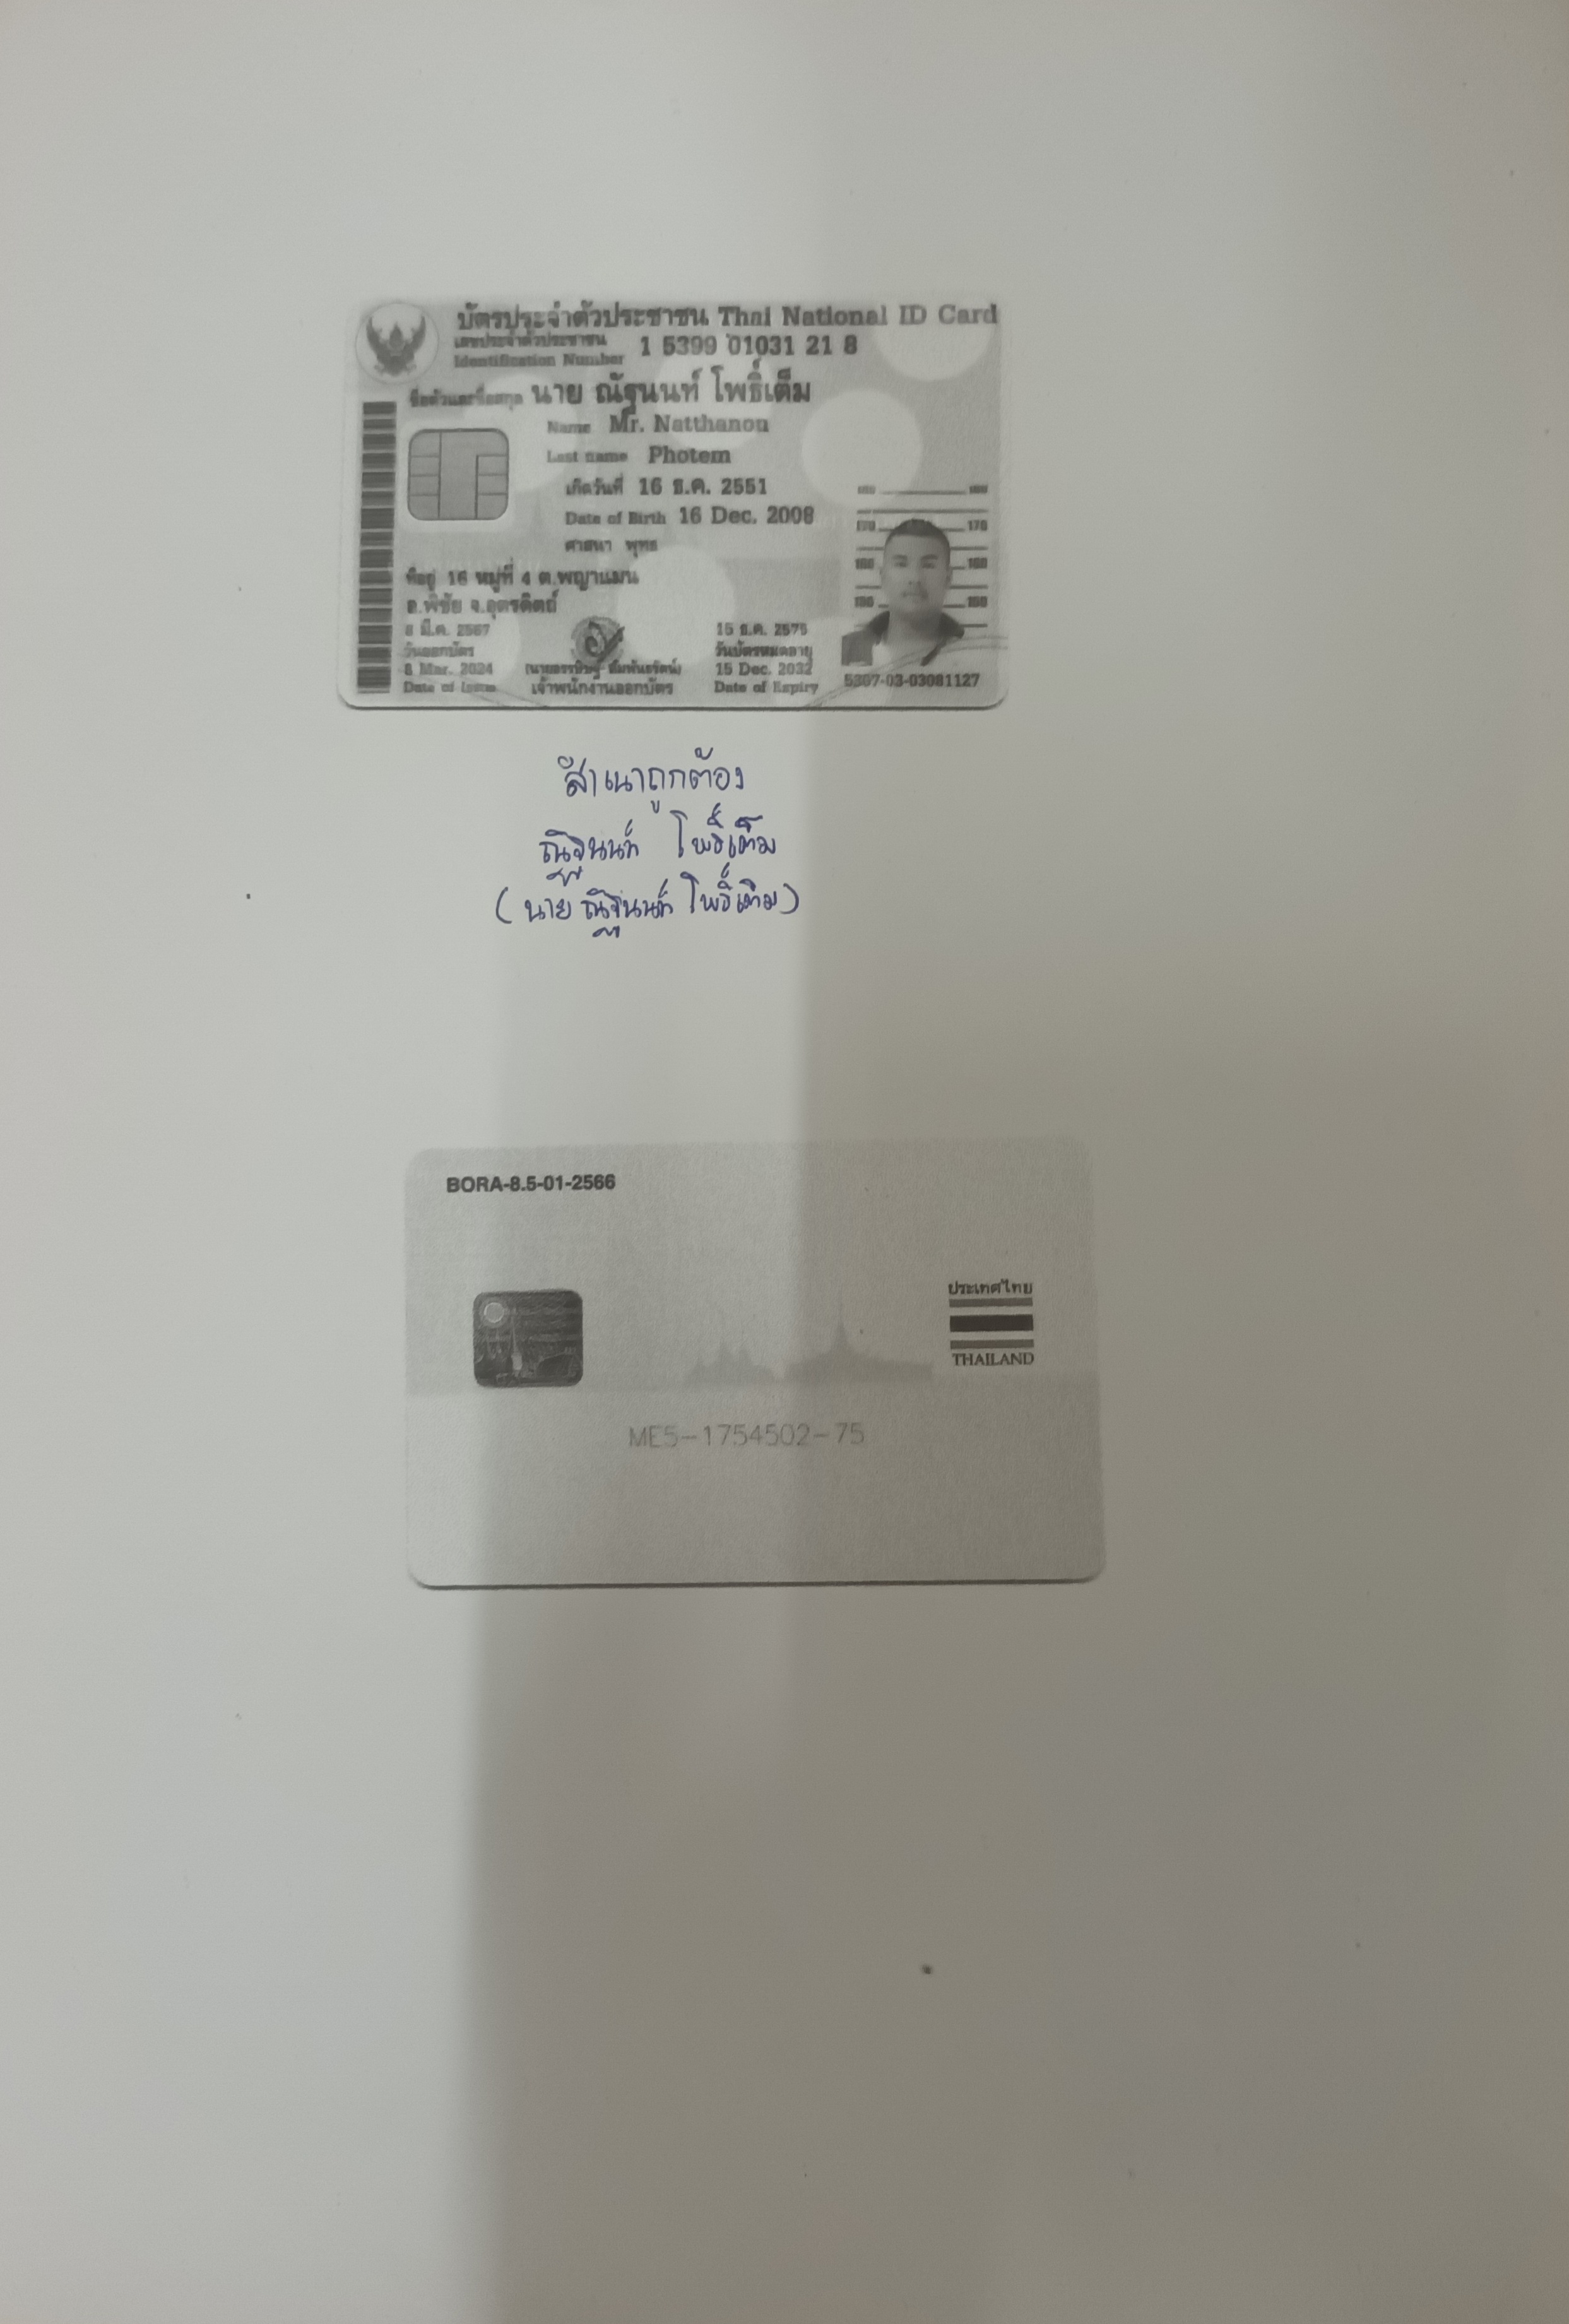 บัตรประจำตัวประชาชน Thai National ID Card
เลขประจำตัวประชาชน
Identification Number 1 5399 01031 21 8
ชื่อตัวและชื่อสกุล นาย ณัฐนนท์ โพธิ์เต็ม
Name Mr. Natthanon
Last name Photem
เกิดวันที่ 16 ธ.ค. 2551
Date of Birth 16 Dec. 2008
ศาสนา พุทธ
ที่อยู่ 16 หมู่ที่ 4 ต.พญาแมน
อ.พิชัย จ.อุตรดิตถ์
8 มี.ค. 2567
วันออกบัตร
8 Mar. 2024
Date of Issue
เจ้าพนักงานออกบัตร
15 ธ.ค. 2575
วันบัตรหมดอายุ
15 Dec. 2032
Date of Expiry
170 170
160 160
150 150
5307-03-03081127
สำเนาถูกต้อง
ณัฐนนท์ โพธิ์เต็ม
(นาย ณัฐนนท์ โพธิ์เต็ม)
BORA-8.5-01-2566
ประเทศไทย
THAILAND
ME5-1754502-75